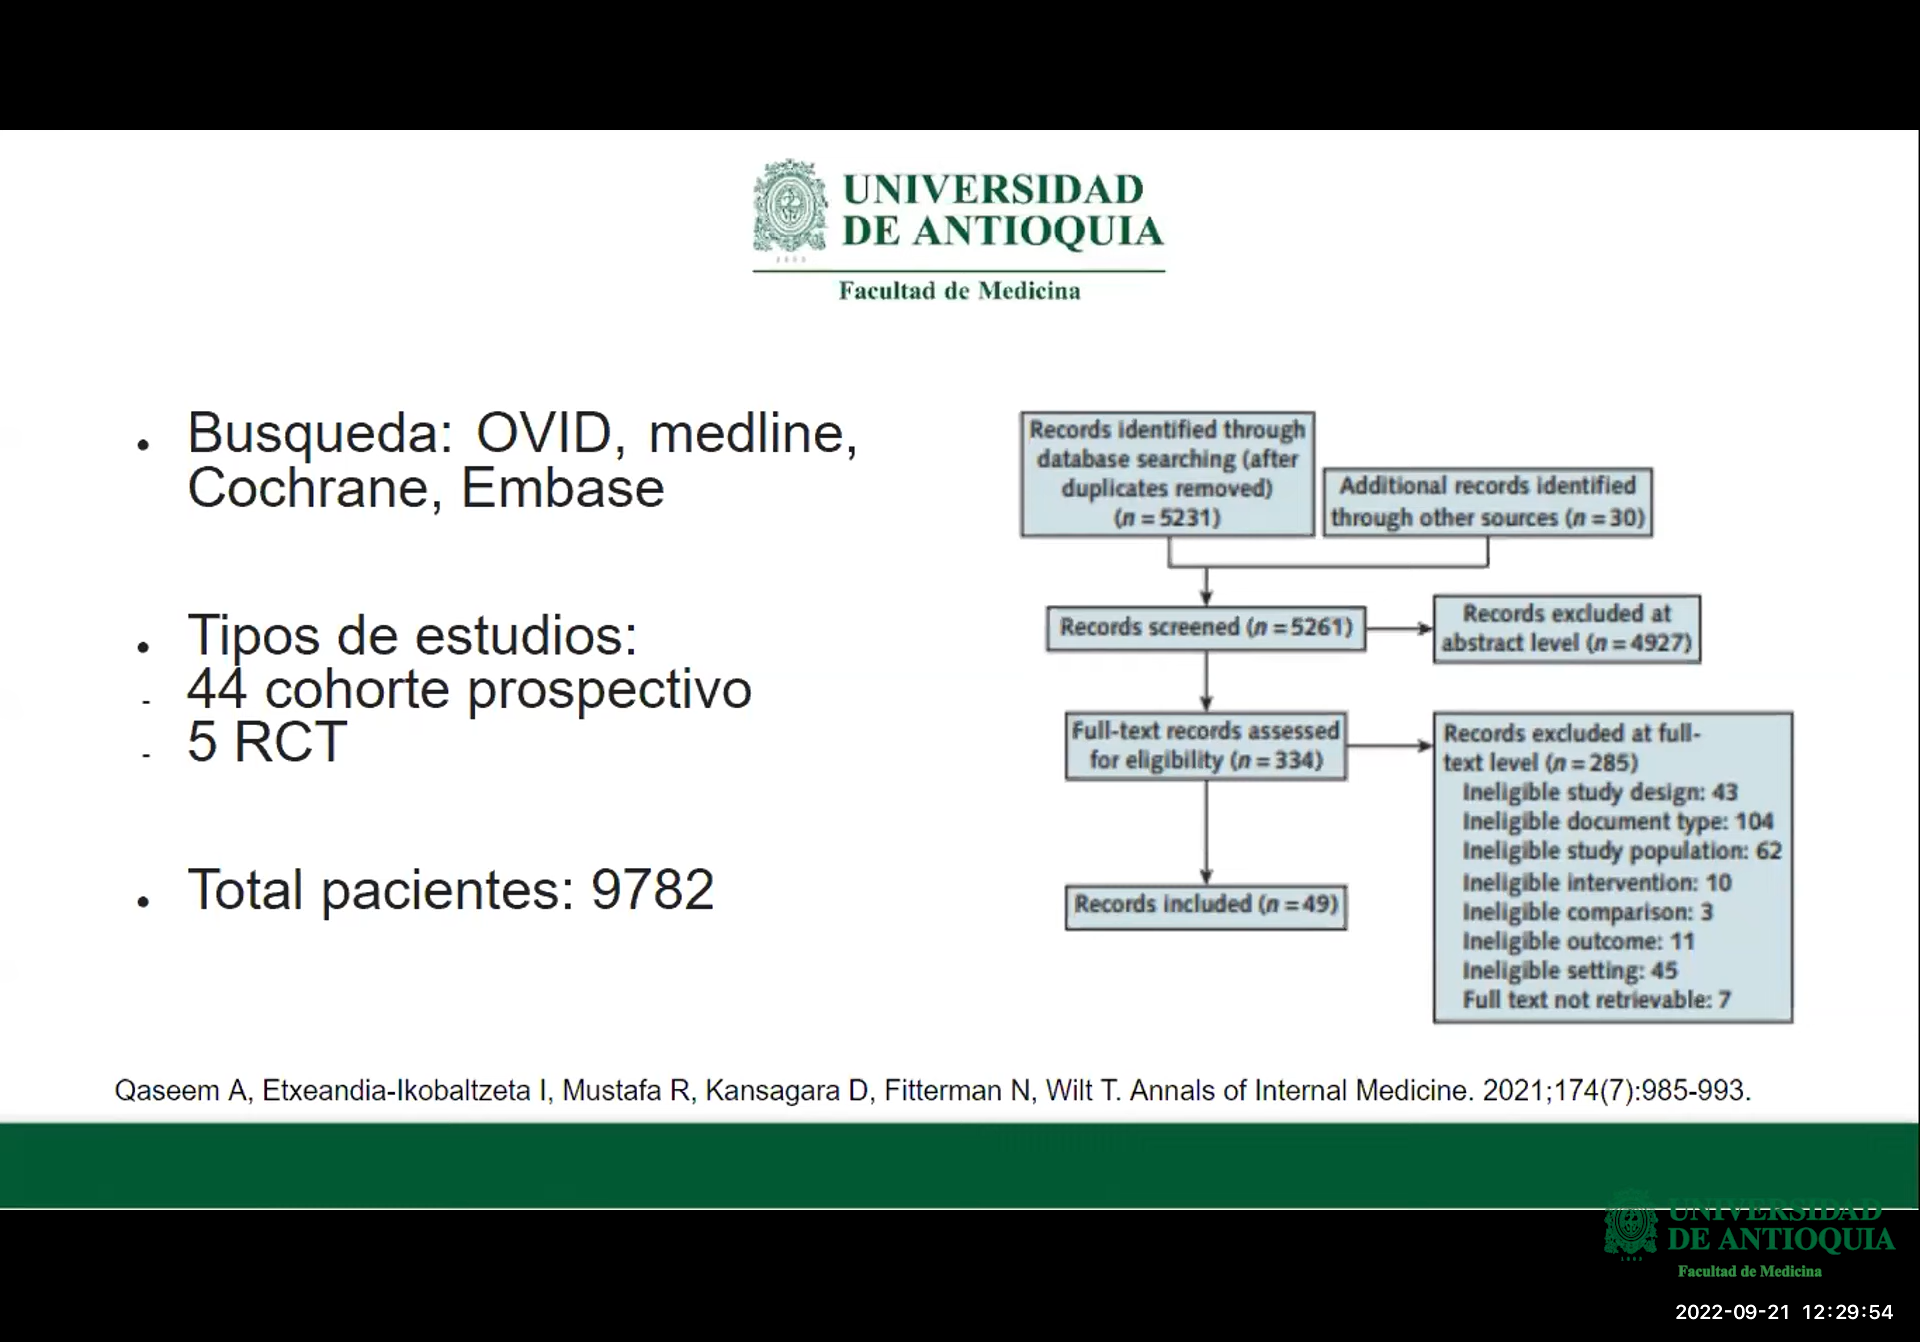 UNIVERSIDAD
DE ANTIOQUIA
1803
Facultad de Medicina
Busqueda: OVID, medline,
Cochrane, Embase
Tipos de estudios:
- 44 cohorte prospectivo
- 5 RCT
Total pacientes: 9782
Records identified through
database searching (after
duplicates removed)
(n = 5231)
Additional records identified
through other sources (n = 30)
Records screened (n = 5261)
Records excluded at
abstract level (n = 4927)
Full-text records assessed
for eligibility (n = 334)
Records excluded at full-
text level (n = 285)
Ineligible study design: 43
Ineligible document type: 104
Ineligible study population: 62
Ineligible intervention: 10
Ineligible comparison: 3
Ineligible outcome: 11
Ineligible setting: 45
Full text not retrievable: 7
Records included (n = 49)
Qaseem A, Etxeandia-Ikobaltzeta I, Mustafa R, Kansagara D, Fitterman N, Wilt T. Annals of Internal Medicine. 2021;174(7):985-993.
UNIVERSIDAD
DE ANTIOQUIA
1803
Facultad de Medicina
2022-09-21 12:29:54